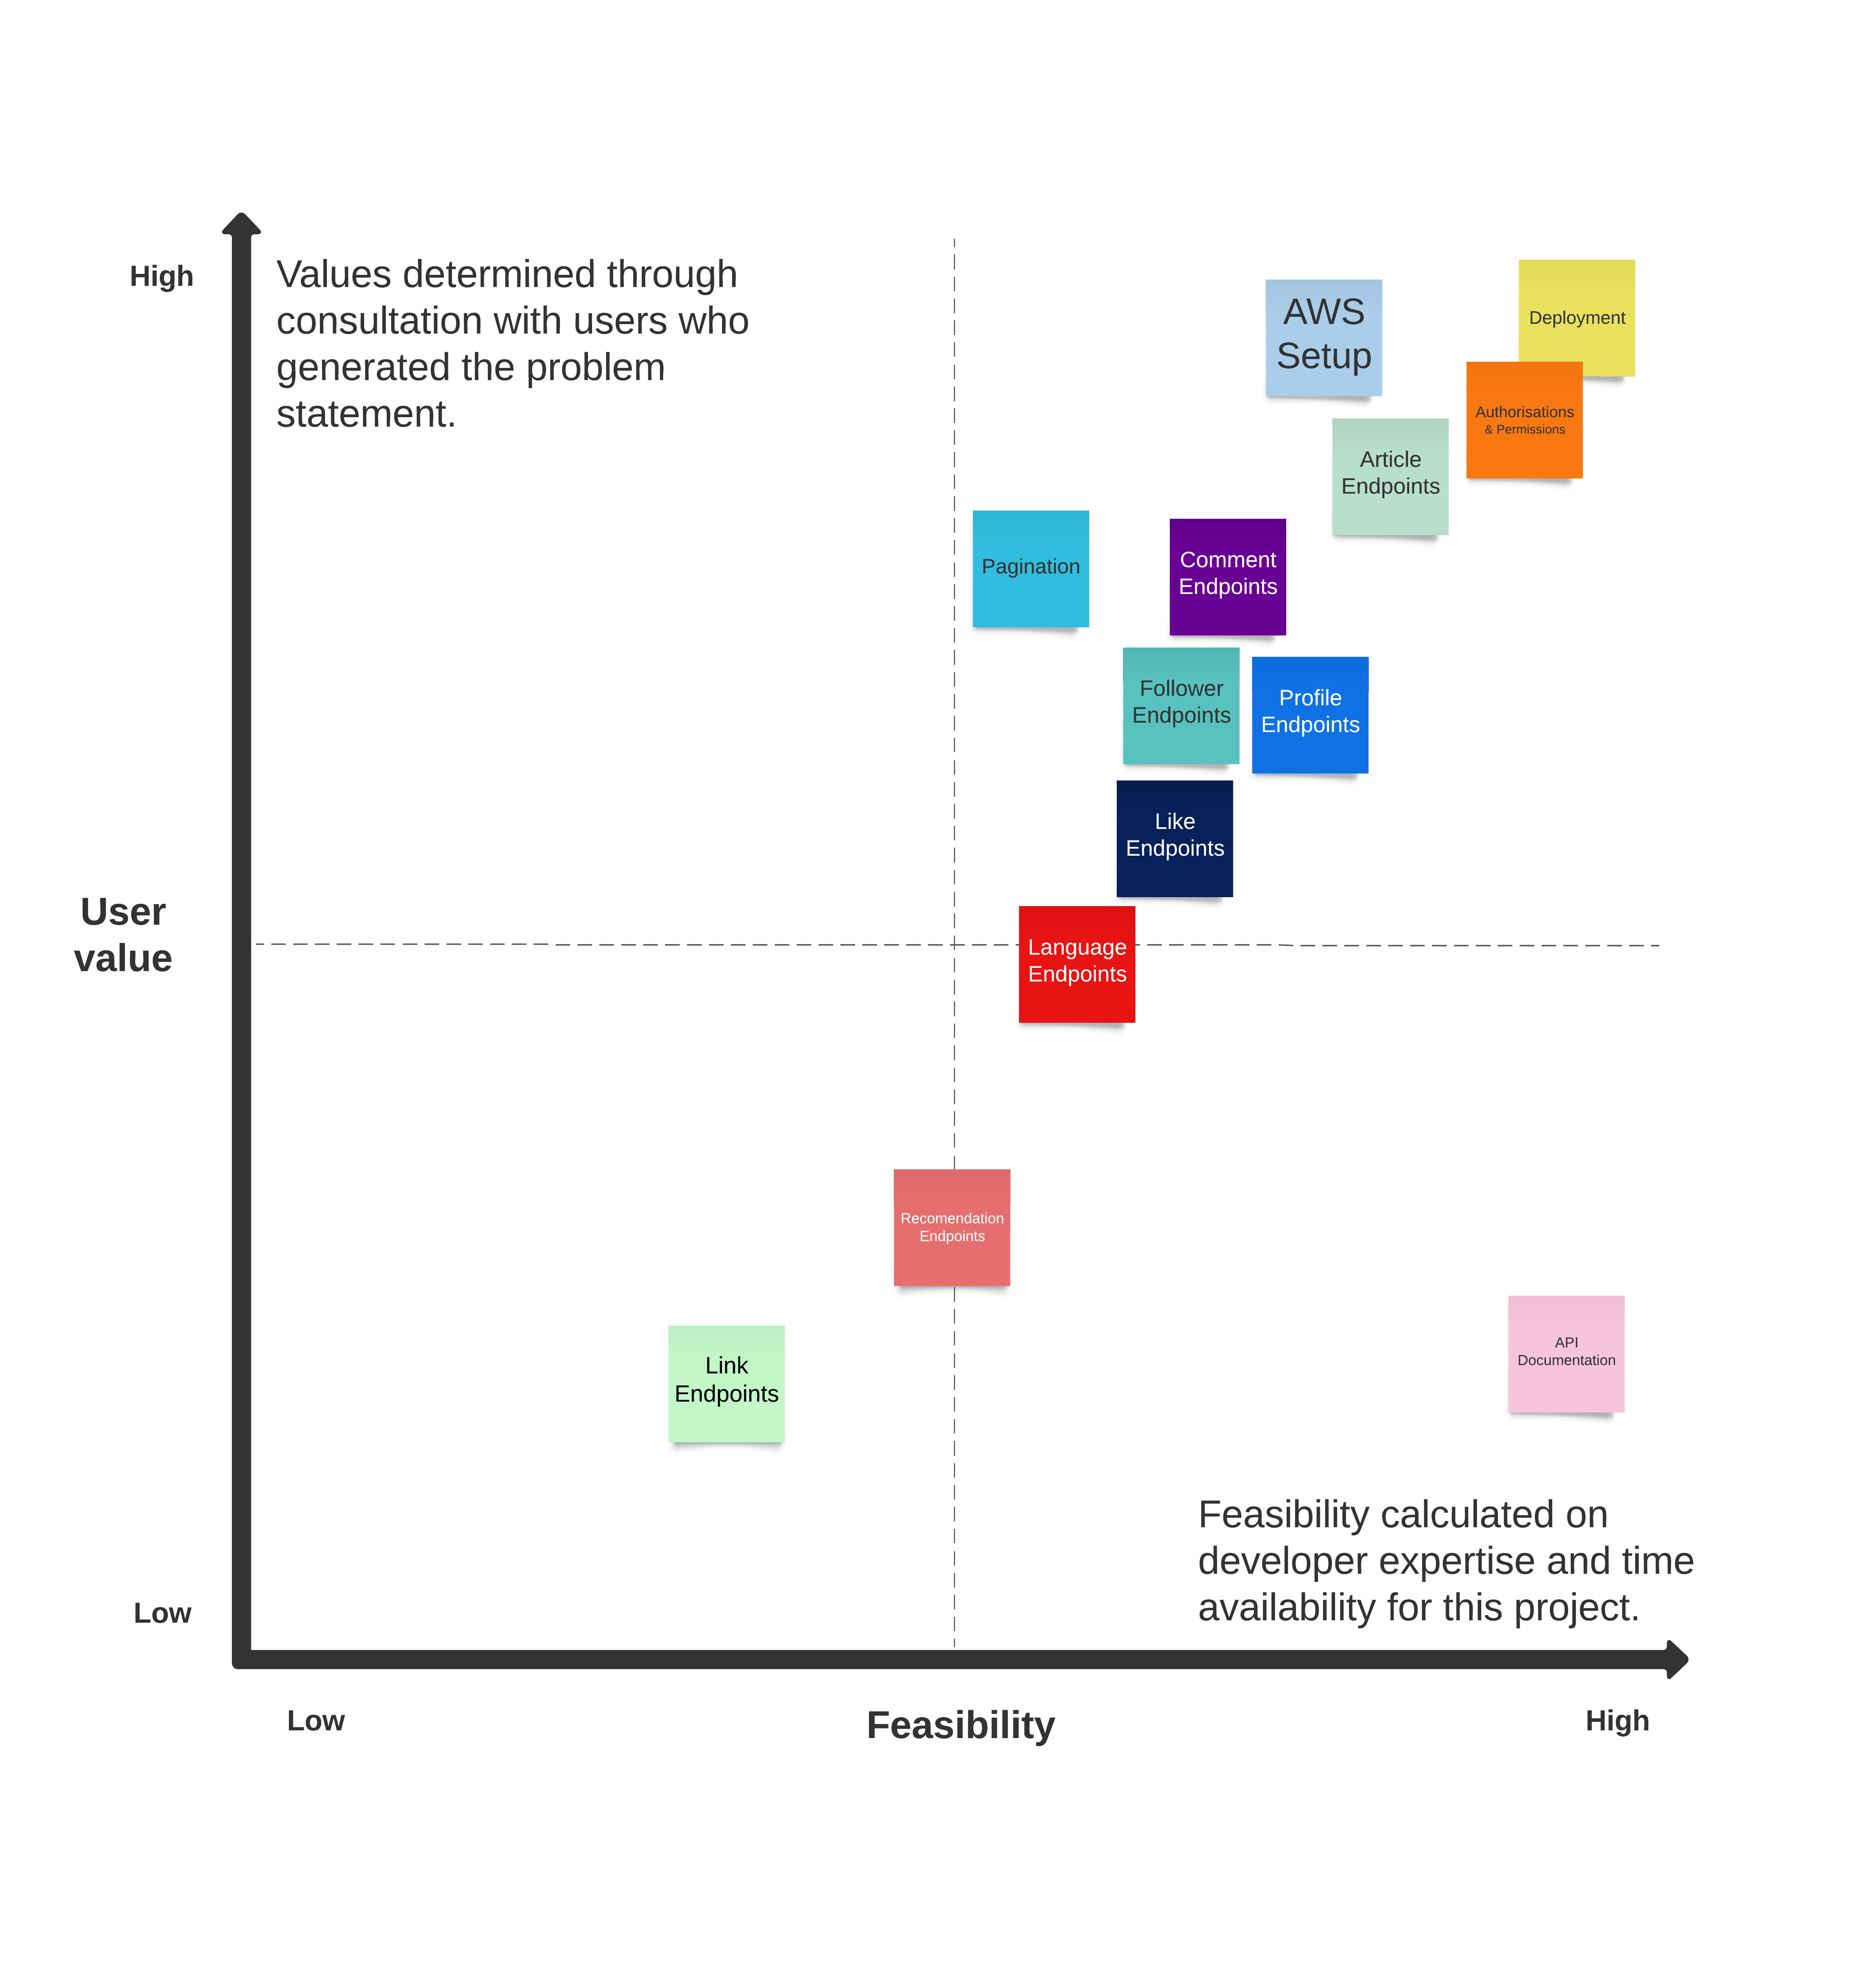 High
Values determined through
consultation with users who
generated the problem
statement.
AWS
Setup
Deployment
Authorisations
& Permissions
Article
Endpoints
Pagination
Comment
Endpoints
Follower
Endpoints
Profile
Endpoints
Like
Endpoints
User
value
Language
Endpoints
Recomendation
Endpoints
Link
Endpoints
API
Documentation
Feasibility calculated on
developer expertise and time
availability for this project.
Low
Low
Feasibility
High